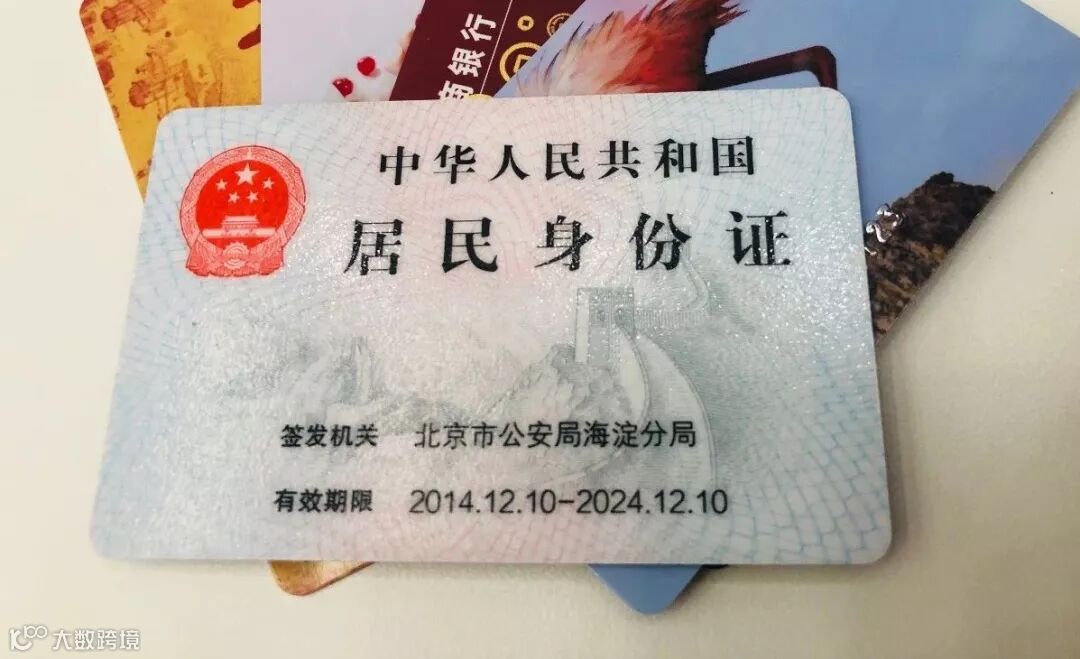 商银行
中华人民共和国
居民身份证
签发机关 北京市公安局海淀分局
有效期限 2014.12.10-2024.12.10
大数跨境